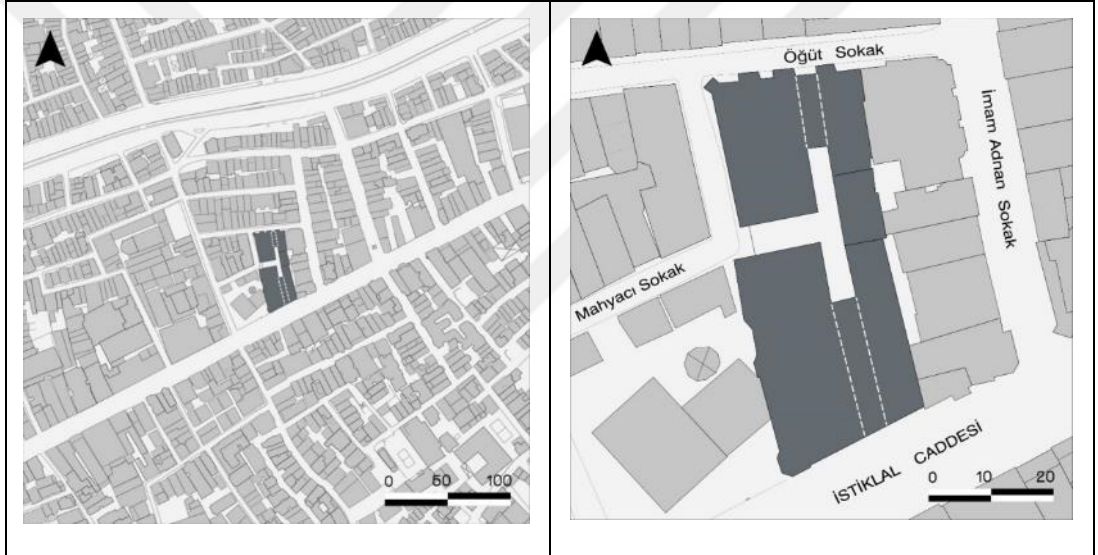 0 50 100
Öğüt Sokak
İmam Adnan Sokak
Mahyacı Sokak
İSTİKLAL CADDESİ
0 10 20